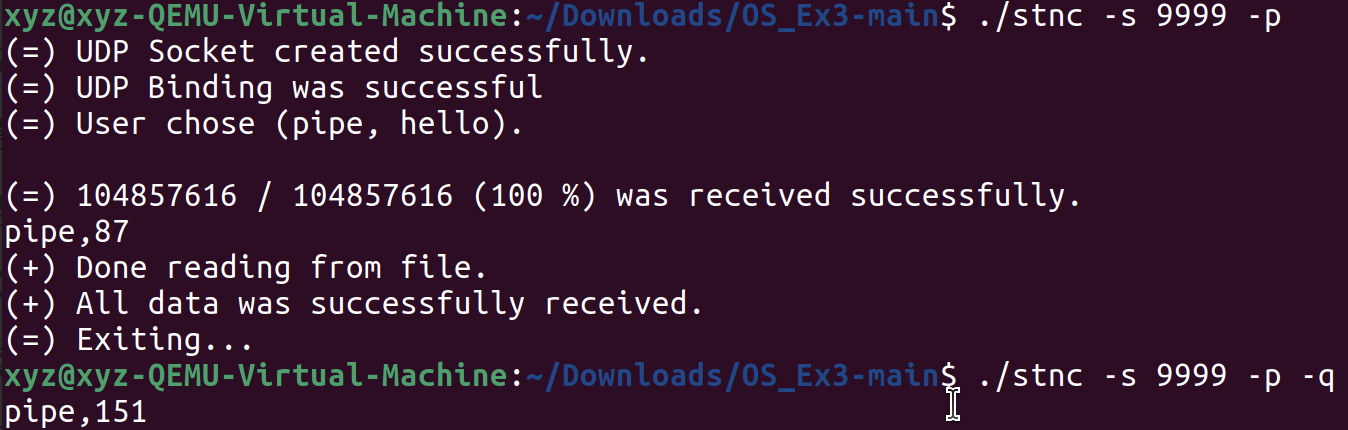 xyz@xyz-QEMU-Virtual-Machine:~/Downloads/OS_Ex3-main$ ./stnc -s 9999 -p
(=) UDP Socket created successfully.
(=) UDP Binding was successful
(=) User chose (pipe, hello).
(=) 104857616 / 104857616 (100 %) was received successfully.
pipe,87
(+) Done reading from file.
(+) All data was successfully received.
(=) Exiting...
xyz@xyz-QEMU-Virtual-Machine:~/Downloads/OS_Ex3-main$ ./stnc -s 9999 -p -q
pipe,151